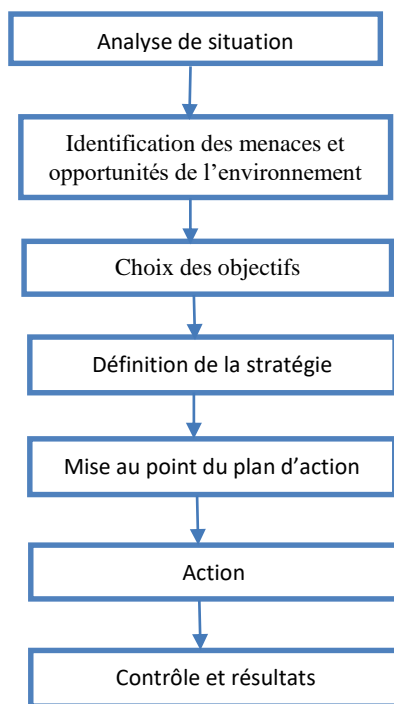 Analyse de situation
Identification des menaces et
opportunités de l’environnement
Choix des objectifs
Définition de la stratégie
Mise au point du plan d’action
Action
Contrôle et résultats